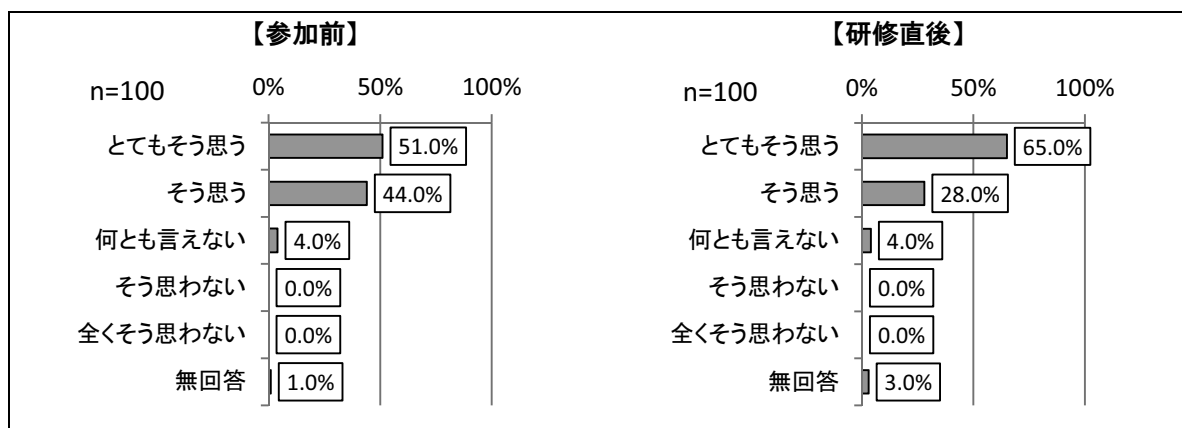 【参加前】
n=100
0% 50% 100%
とてもそう思う 51.0%
そう思う 44.0%
何とも言えない 4.0%
そう思わない 0.0%
全くそう思わない 0.0%
無回答 1.0%
【研修直後】
n=100
0% 50% 100%
とてもそう思う 65.0%
そう思う 28.0%
何とも言えない 4.0%
そう思わない 0.0%
全くそう思わない 0.0%
無回答 3.0%